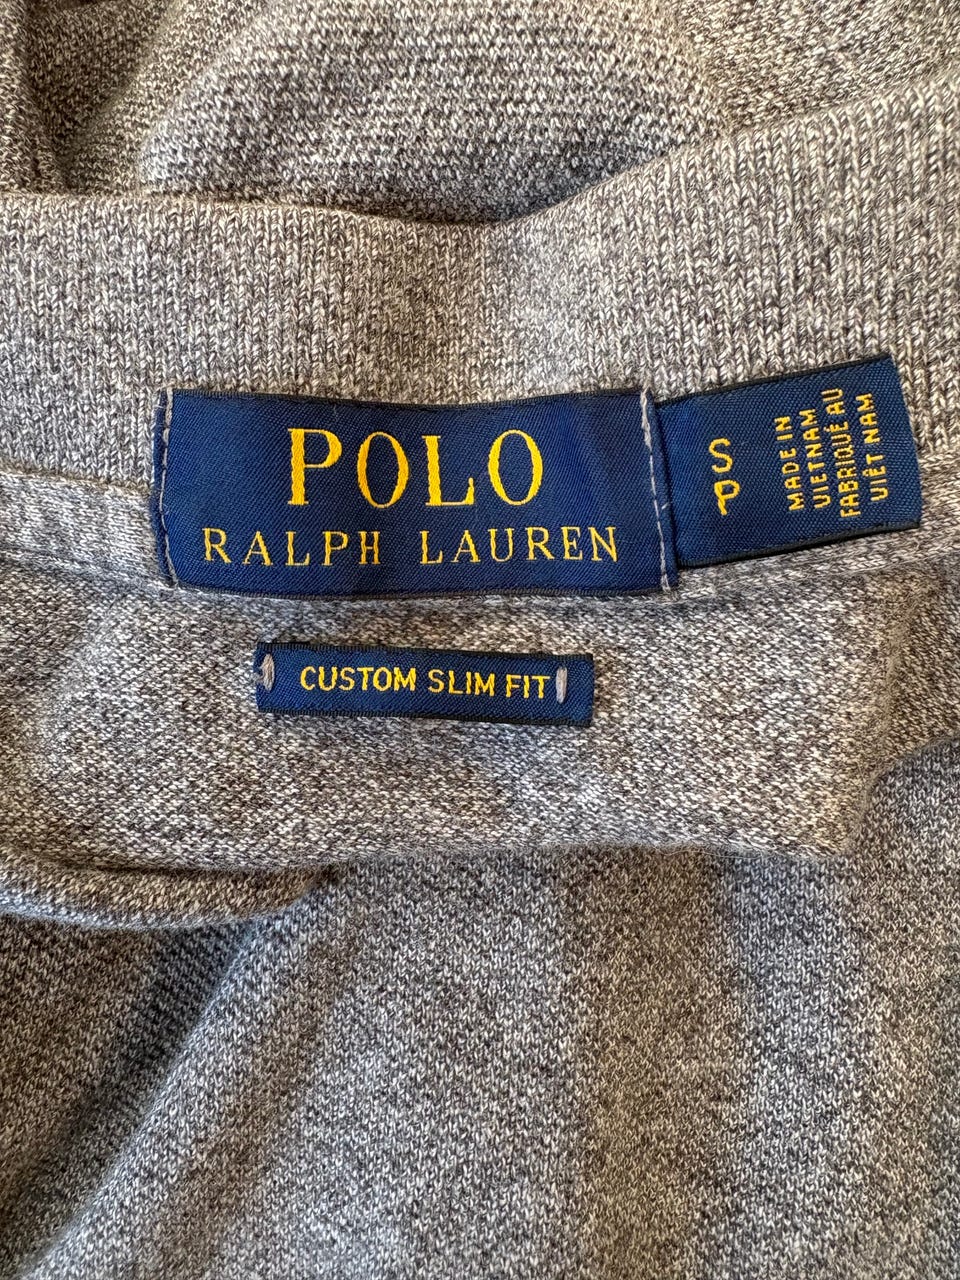 POLO
RALPH LAUREN
S
P
MADE IN
VIETNAM
FABRIQUÉ AU
VIÊT NAM
CUSTOM SLIM FIT